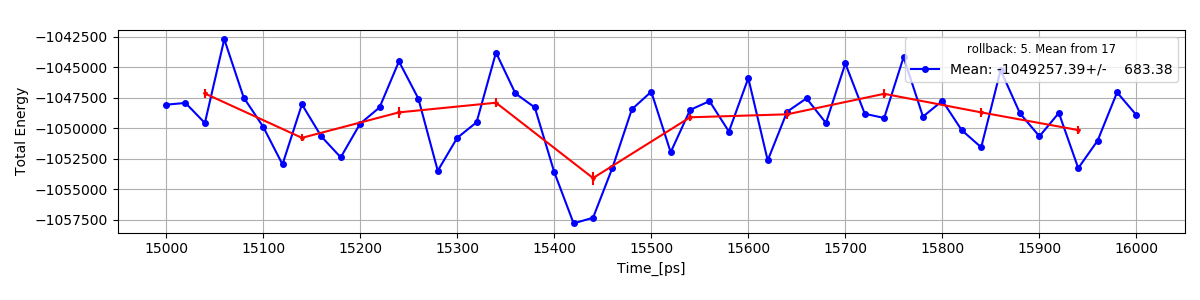 rollback: 5. Mean from 17
Mean: -1049257.39+/- 683.38
Total Energy
−1042500
−1045000
−1047500
−1050000
−1052500
−1055000
−1057500
15000 15100 15200 15300 15400 15500 15600 15700 15800 15900 16000
Time_[ps]